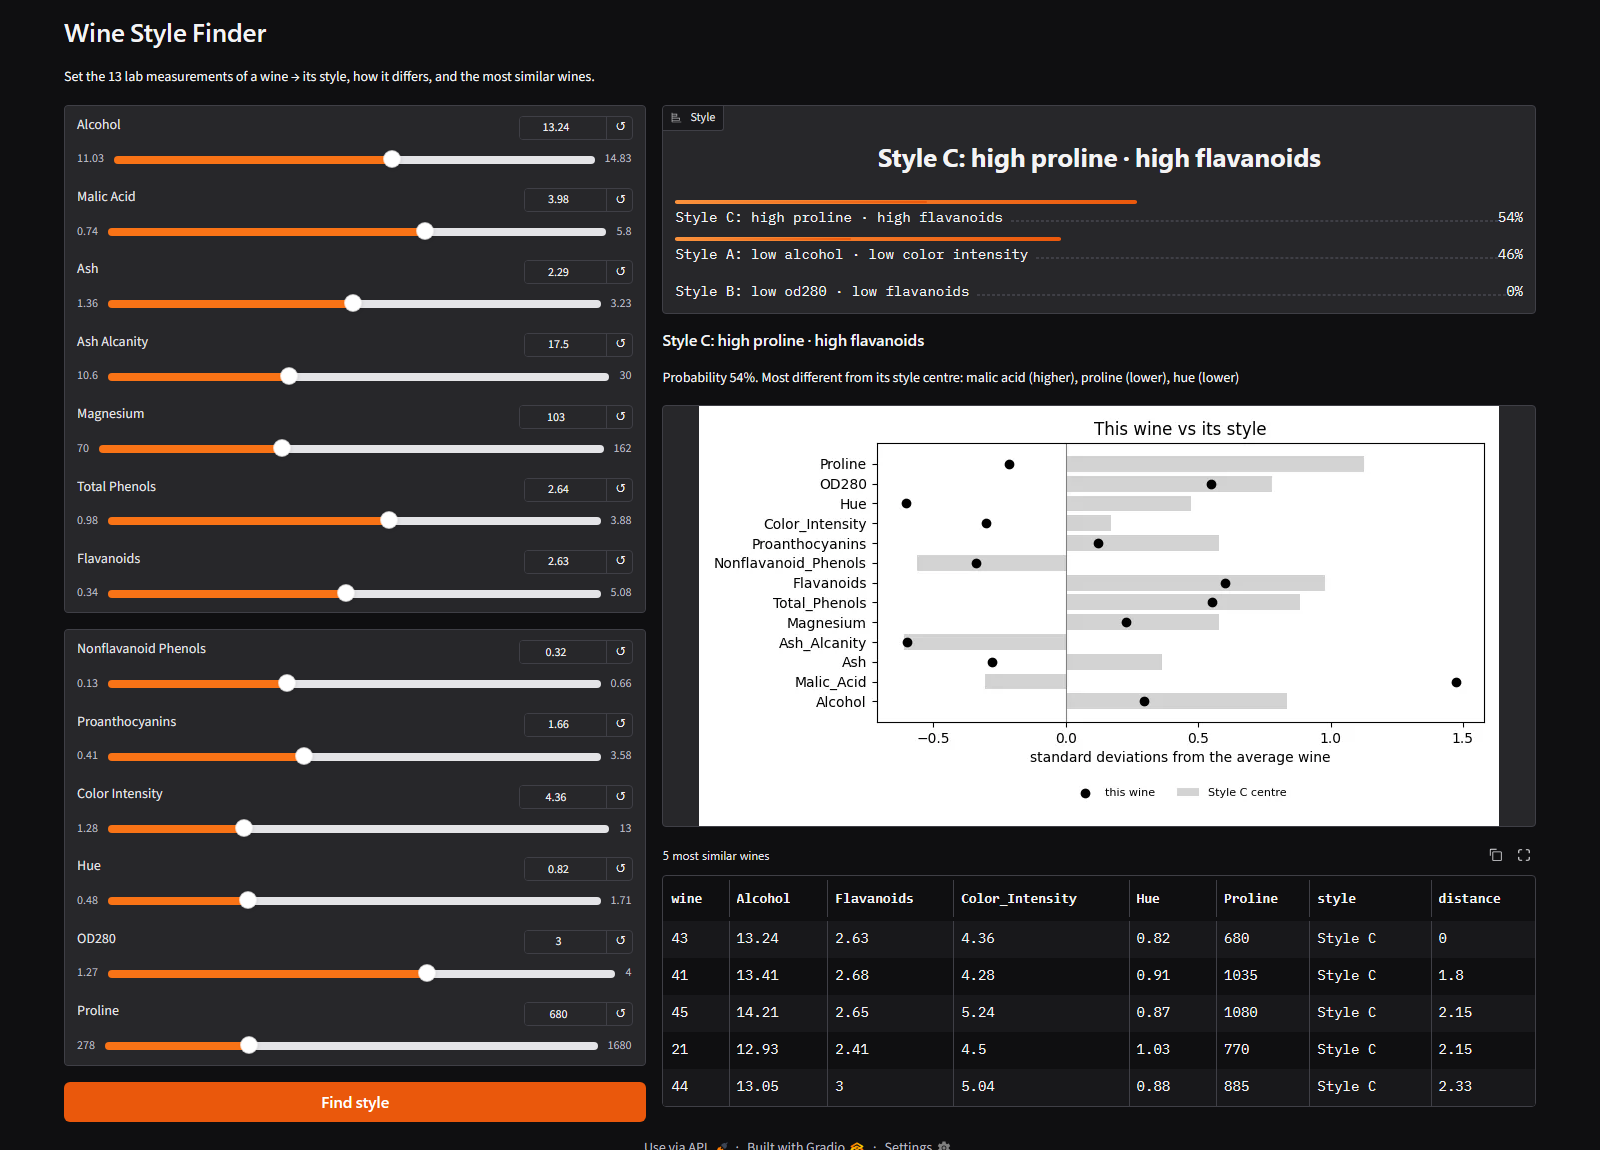 Wine Style Finder
Set the 13 lab measurements of a wine → its style, how it differs, and the most similar wines.
Alcohol
13.24
↺
11.03
14.83
Malic Acid
3.98
↺
0.74
5.8
Ash
2.29
↺
1.36
3.23
Ash Alcanity
17.5
↺
10.6
30
Magnesium
103
↺
70
162
Total Phenols
2.64
↺
0.98
3.88
Flavanoids
2.63
↺
0.34
5.08
Nonflavanoid Phenols
0.32
↺
0.13
0.66
Proanthocyanins
1.66
↺
0.41
3.58
Color Intensity
4.36
↺
1.28
13
Hue
0.82
↺
0.48
1.71
OD280
3
↺
1.27
4
Proline
680
↺
278
1680
Find style
Style
Style C: high proline · high flavanoids
Style C: high proline · high flavanoids 54%
Style A: low alcohol · low color intensity 46%
Style B: low od280 · low flavanoids 0%
Style C: high proline · high flavanoids
Probability 54%. Most different from its style centre: malic acid (higher), proline (lower), hue (lower)
This wine vs its style
Proline
OD280
Hue
Color_Intensity
Proanthocyanins
Nonflavanoid_Phenols
Flavanoids
Total_Phenols
Magnesium
Ash_Alcanity
Ash
Malic_Acid
Alcohol
−0.5 0.0 0.5 1.0 1.5
standard deviations from the average wine
this wine Style C centre
5 most similar wines
wine Alcohol Flavanoids Color_Intensity Hue Proline style distance
43 13.24 2.63 4.36 0.82 680 Style C 0
41 13.41 2.68 4.28 0.91 1035 Style C 1.8
45 14.21 2.65 5.24 0.87 1080 Style C 2.15
21 12.93 2.41 4.5 1.03 770 Style C 2.15
44 13.05 3 5.04 0.88 885 Style C 2.33
Use via API · Built with Gradio · Settings